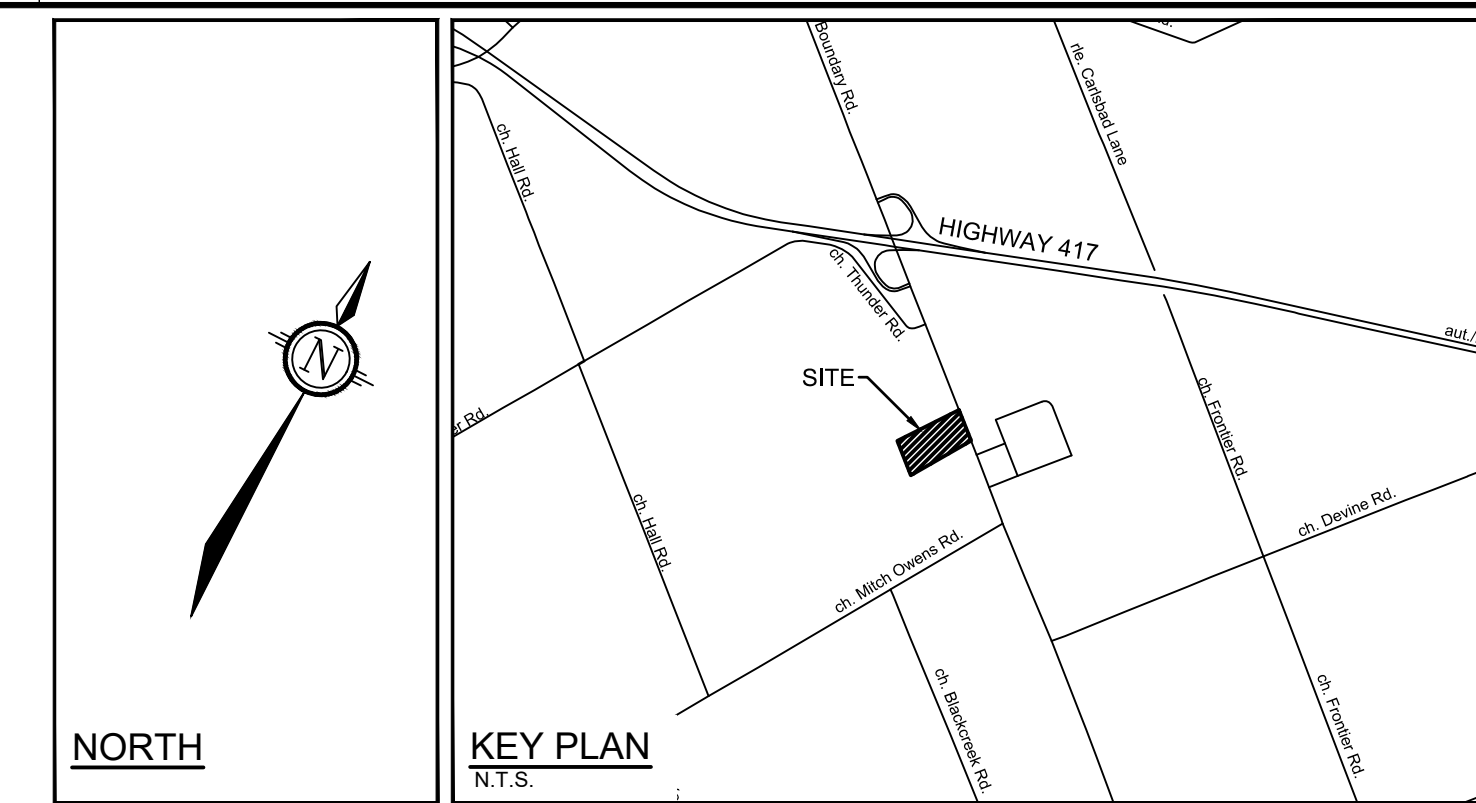 Boundary Rd.
rle. Carlsbad Lane
ch. Hall Rd.
HIGHWAY 417
ch. Thunder Rd.
aut./
SITE
er Rd.
ch. Frontier Rd.
ch. Hall Rd.
ch. Devine Rd.
ch. Mitch Owens Rd.
ch. Blackcreek Rd.
ch. Frontier Rd.
N
NORTH
KEY PLAN
N.T.S.